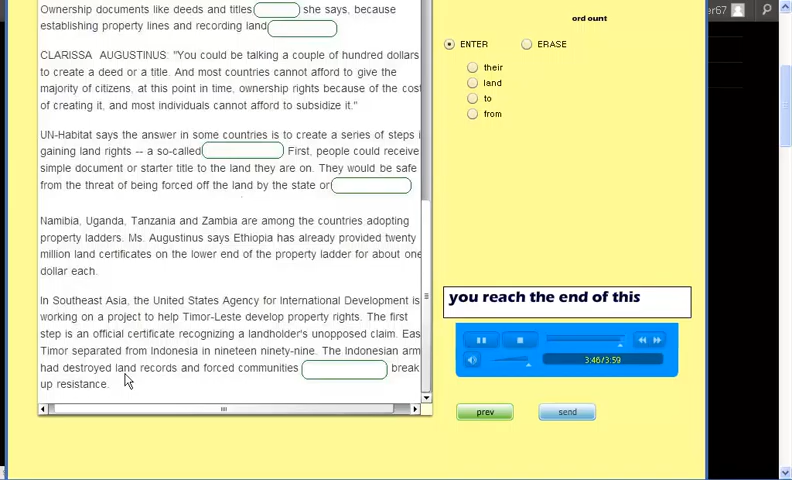 Ownership documents like deeds and titles she says, because
establishing property lines and recording land
CLARISSA AUGUSTINUS: "You could be talking a couple of hundred dollars
to create a deed or a title. And most countries cannot afford to give the
majority of citizens, at this point in time, ownership rights because of the cost
of creating it, and most individuals cannot afford to subsidize it."
UN-Habitat says the answer in some countries is to create a series of steps i
gaining land rights -- a so-called First, people could receive
simple document or starter title to the land they are on. They would be safe
from the threat of being forced off the land by the state or
Namibia, Uganda, Tanzania and Zambia are among the countries adopting
property ladders. Ms. Augustinus says Ethiopia has already provided twenty
million land certificates on the lower end of the property ladder for about one
dollar each.
In Southeast Asia, the United States Agency for International Development is
working on a project to help Timor-Leste develop property rights. The first
step is an official certificate recognizing a landholder's unopposed claim. Eas
Timor separated from Indonesia in nineteen ninety-nine. The Indonesian arm
had destroyed land records and forced communities break
up resistance.
ord ount
ENTER ERASE
their
land
to
from
you reach the end of this
3:46/3:59
prev send
er67